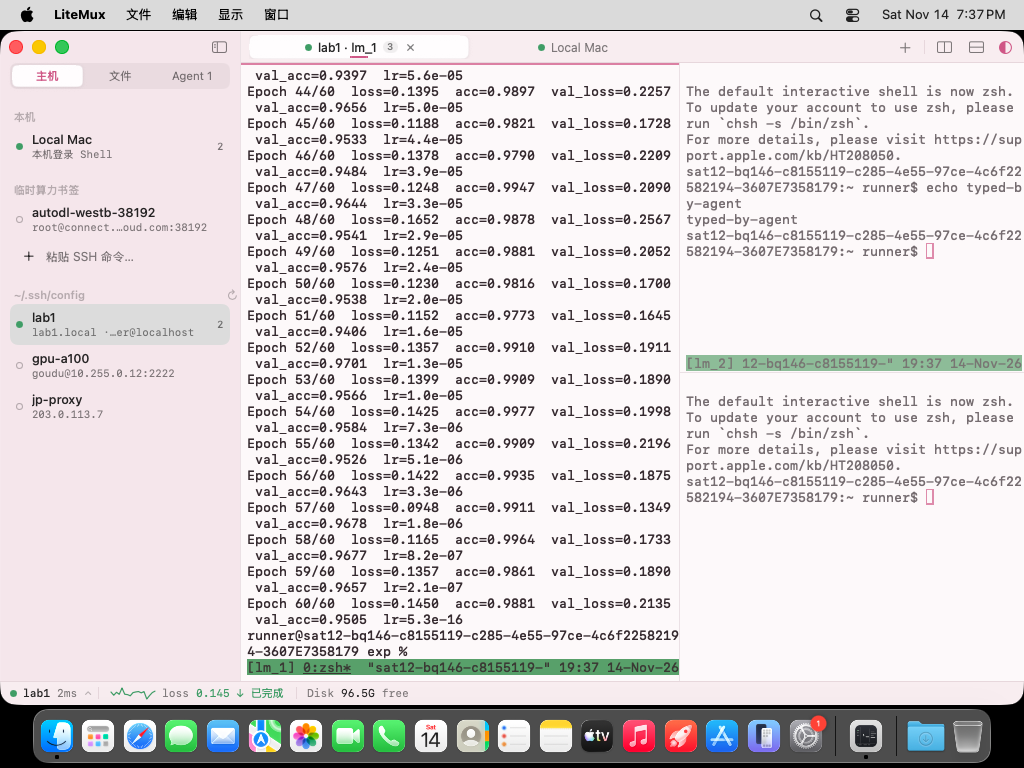 LiteMux 文件 编辑 显示 窗口 Sat Nov 14 7:37 PM
lab1 · lm_1 3 ×
Local Mac
主机 文件 Agent 1
本机
Local Mac
本机登录 Shell 2
临时算力书签
autodl-westb-38192
root@connect.…oud.com:38192
+ 粘贴 SSH 命令…
~/.ssh/config
lab1
lab1.local ·…er@localhost 2
gpu-a100
goudu@10.255.0.12:2222
jp-proxy
203.0.113.7
val_acc=0.9397 lr=5.6e-05
Epoch 44/60 loss=0.1395 acc=0.9897 val_loss=0.2257
val_acc=0.9656 lr=5.0e-05
Epoch 45/60 loss=0.1188 acc=0.9821 val_loss=0.1728
val_acc=0.9533 lr=4.4e-05
Epoch 46/60 loss=0.1378 acc=0.9790 val_loss=0.2209
val_acc=0.9484 lr=3.9e-05
Epoch 47/60 loss=0.1248 acc=0.9947 val_loss=0.2090
val_acc=0.9644 lr=3.3e-05
Epoch 48/60 loss=0.1652 acc=0.9878 val_loss=0.2567
val_acc=0.9541 lr=2.9e-05
Epoch 49/60 loss=0.1251 acc=0.9881 val_loss=0.2052
val_acc=0.9576 lr=2.4e-05
Epoch 50/60 loss=0.1230 acc=0.9816 val_loss=0.1700
val_acc=0.9538 lr=2.0e-05
Epoch 51/60 loss=0.1152 acc=0.9773 val_loss=0.1645
val_acc=0.9406 lr=1.6e-05
Epoch 52/60 loss=0.1357 acc=0.9910 val_loss=0.1911
val_acc=0.9701 lr=1.3e-05
Epoch 53/60 loss=0.1399 acc=0.9909 val_loss=0.1890
val_acc=0.9566 lr=1.0e-05
Epoch 54/60 loss=0.1425 acc=0.9977 val_loss=0.1998
val_acc=0.9584 lr=7.3e-06
Epoch 55/60 loss=0.1342 acc=0.9909 val_loss=0.2196
val_acc=0.9526 lr=5.1e-06
Epoch 56/60 loss=0.1422 acc=0.9935 val_loss=0.1875
val_acc=0.9643 lr=3.3e-06
Epoch 57/60 loss=0.0948 acc=0.9911 val_loss=0.1349
val_acc=0.9678 lr=1.8e-06
Epoch 58/60 loss=0.1165 acc=0.9964 val_loss=0.1733
val_acc=0.9677 lr=8.2e-07
Epoch 59/60 loss=0.1357 acc=0.9861 val_loss=0.1890
val_acc=0.9657 lr=2.1e-07
Epoch 60/60 loss=0.1450 acc=0.9881 val_loss=0.2135
val_acc=0.9505 lr=5.3e-16
runner@sat12-bq146-c8155119-c285-4e55-97ce-4c6f2258219
4-3607E7358179 exp %
[lm_1] 0:zsh* "sat12-bq146-c8155119-" 19:37 14-Nov-26
The default interactive shell is now zsh.
To update your account to use zsh, please
run `chsh -s /bin/zsh`.
For more details, please visit https://sup
port.apple.com/kb/HT208050.
sat12-bq146-c8155119-c285-4e55-97ce-4c6f22
582194-3607E7358179:~ runner$ echo typed-b
y-agent
typed-by-agent
sat12-bq146-c8155119-c285-4e55-97ce-4c6f22
582194-3607E7358179:~ runner$
[lm_2] 12-bq146-c8155119-" 19:37 14-Nov-26
The default interactive shell is now zsh.
To update your account to use zsh, please
run `chsh -s /bin/zsh`.
For more details, please visit https://sup
port.apple.com/kb/HT208050.
sat12-bq146-c8155119-c285-4e55-97ce-4c6f22
582194-3607E7358179:~ runner$
lab1 2ms loss 0.145 ↓ 已完成 Disk 96.5G free
Sat
14
tv
1